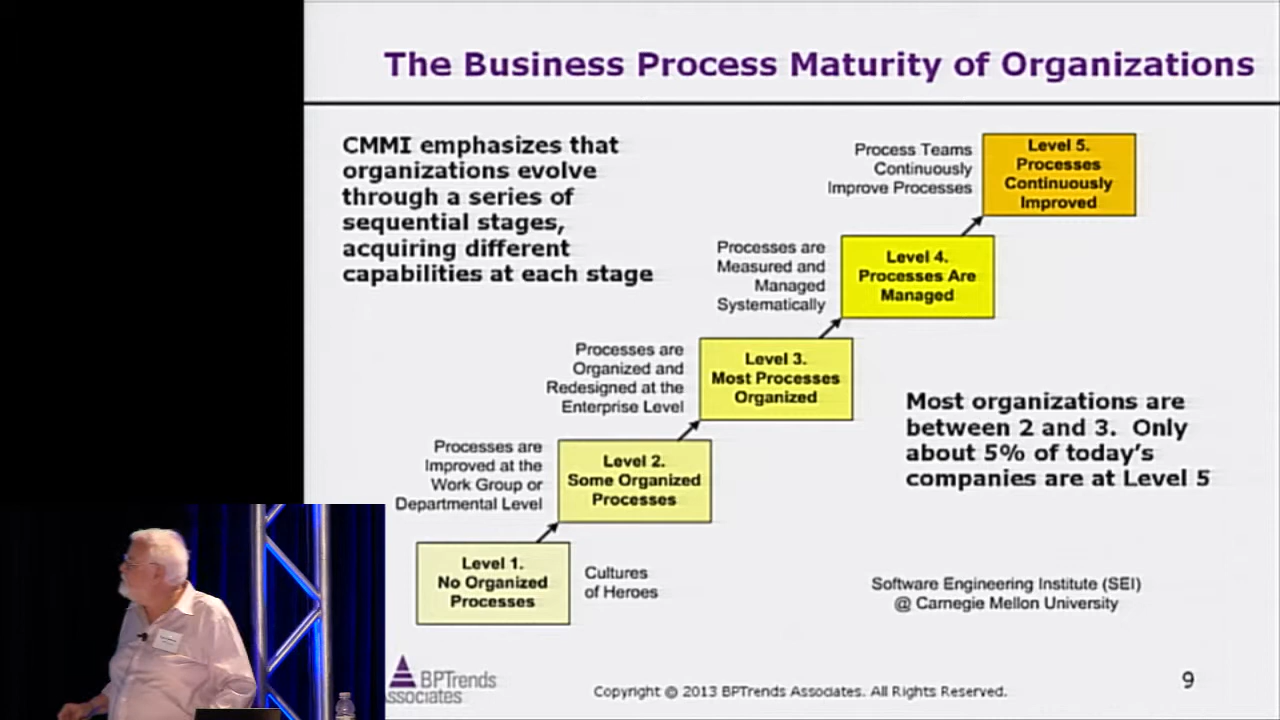 The Business Process Maturity of Organizations
CMMI emphasizes that
organizations evolve
through a series of
sequential stages,
acquiring different
capabilities at each stage
Process Teams
Continuously
Improve Processes
Level 5.
Processes
Continuously
Improved
Processes are
Measured and
Managed
Systematically
Level 4.
Processes Are
Managed
Processes are
Organized and
Redesigned at the
Enterprise Level
Level 3.
Most Processes
Organized
Most organizations are
between 2 and 3. Only
about 5% of today's
companies are at Level 5
Processes are
Improved at the
Work Group or
Departmental Level
Level 2.
Some Organized
Processes
Level 1.
No Organized
Processes
Cultures
of Heroes
Software Engineering Institute (SEI)
@ Carnegie Mellon University
BPTrends
Associates
Copyright © 2013 BPTrends Associates. All Rights Reserved.
9